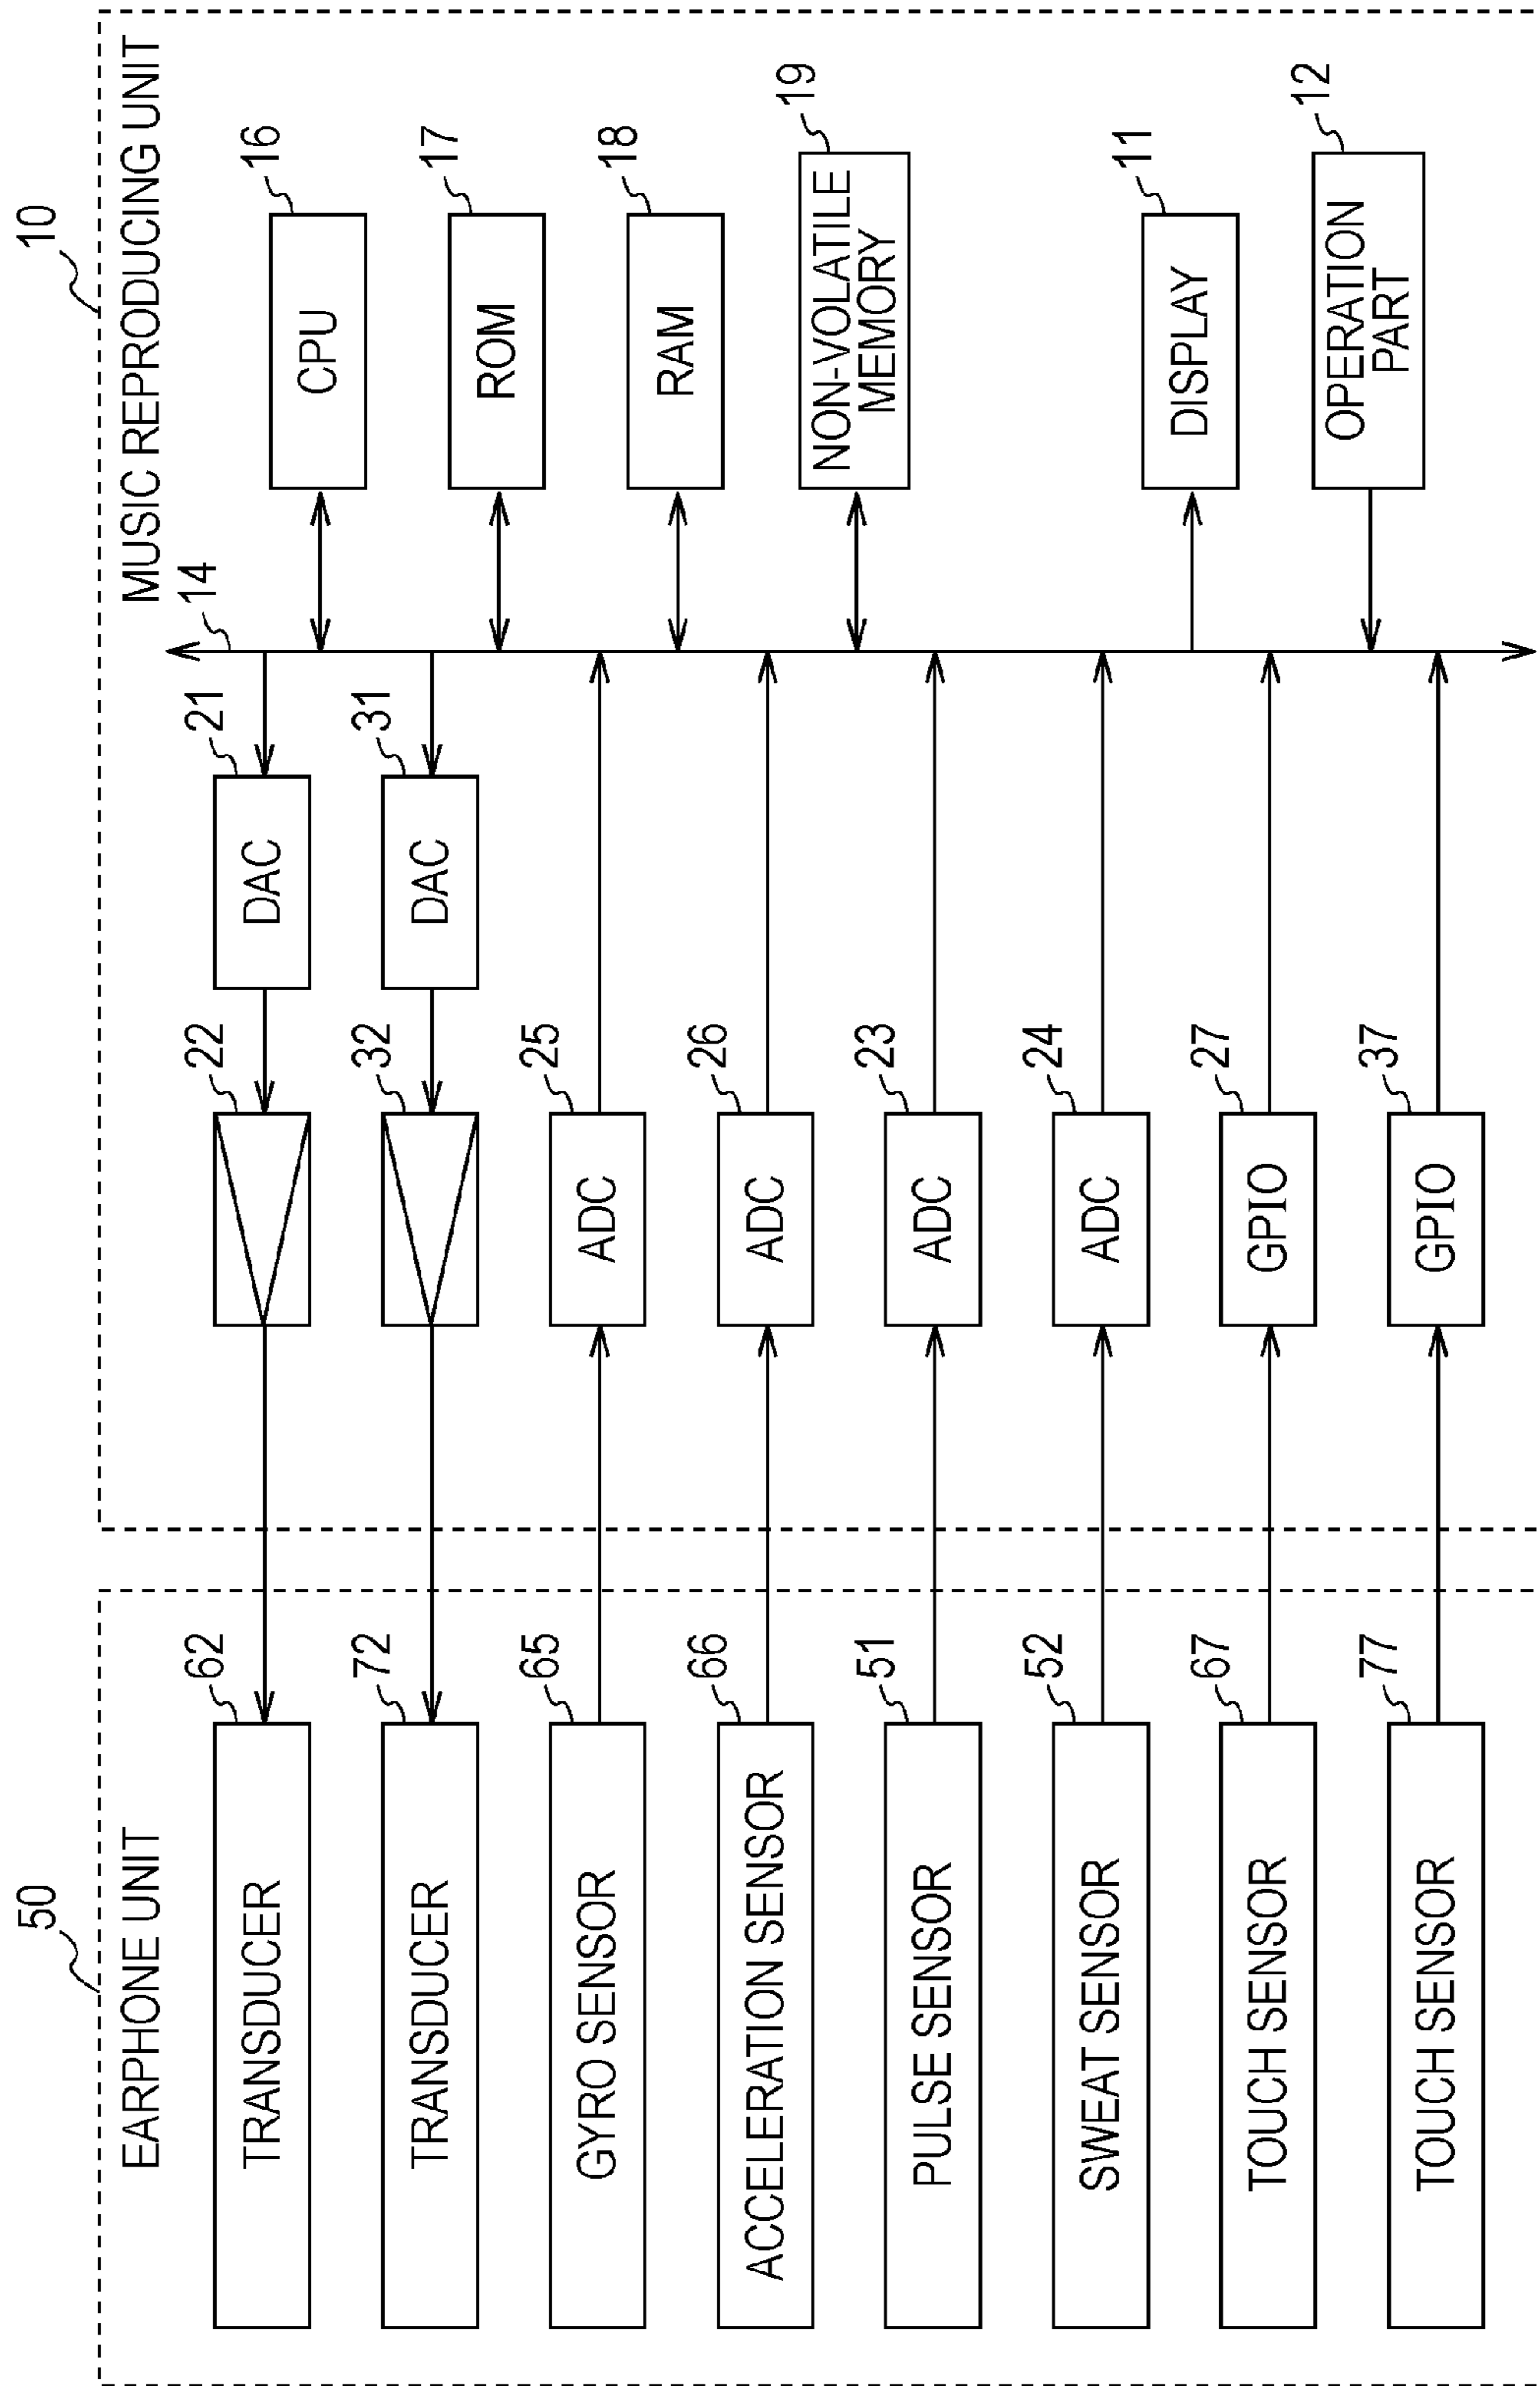 10
MUSIC REPRODUCING UNIT
16
CPU
17
ROM
18
RAM
19
NON-VOLATILE
MEMORY
11
DISPLAY
12
OPERATION
PART
14
21
DAC
31
DAC
22
32
25
ADC
26
ADC
23
ADC
24
ADC
27
GPIO
37
GPIO
50
EARPHONE UNIT
62
TRANSDUCER
72
TRANSDUCER
65
GYRO SENSOR
66
ACCELERATION SENSOR
51
PULSE SENSOR
52
SWEAT SENSOR
67
TOUCH SENSOR
77
TOUCH SENSOR